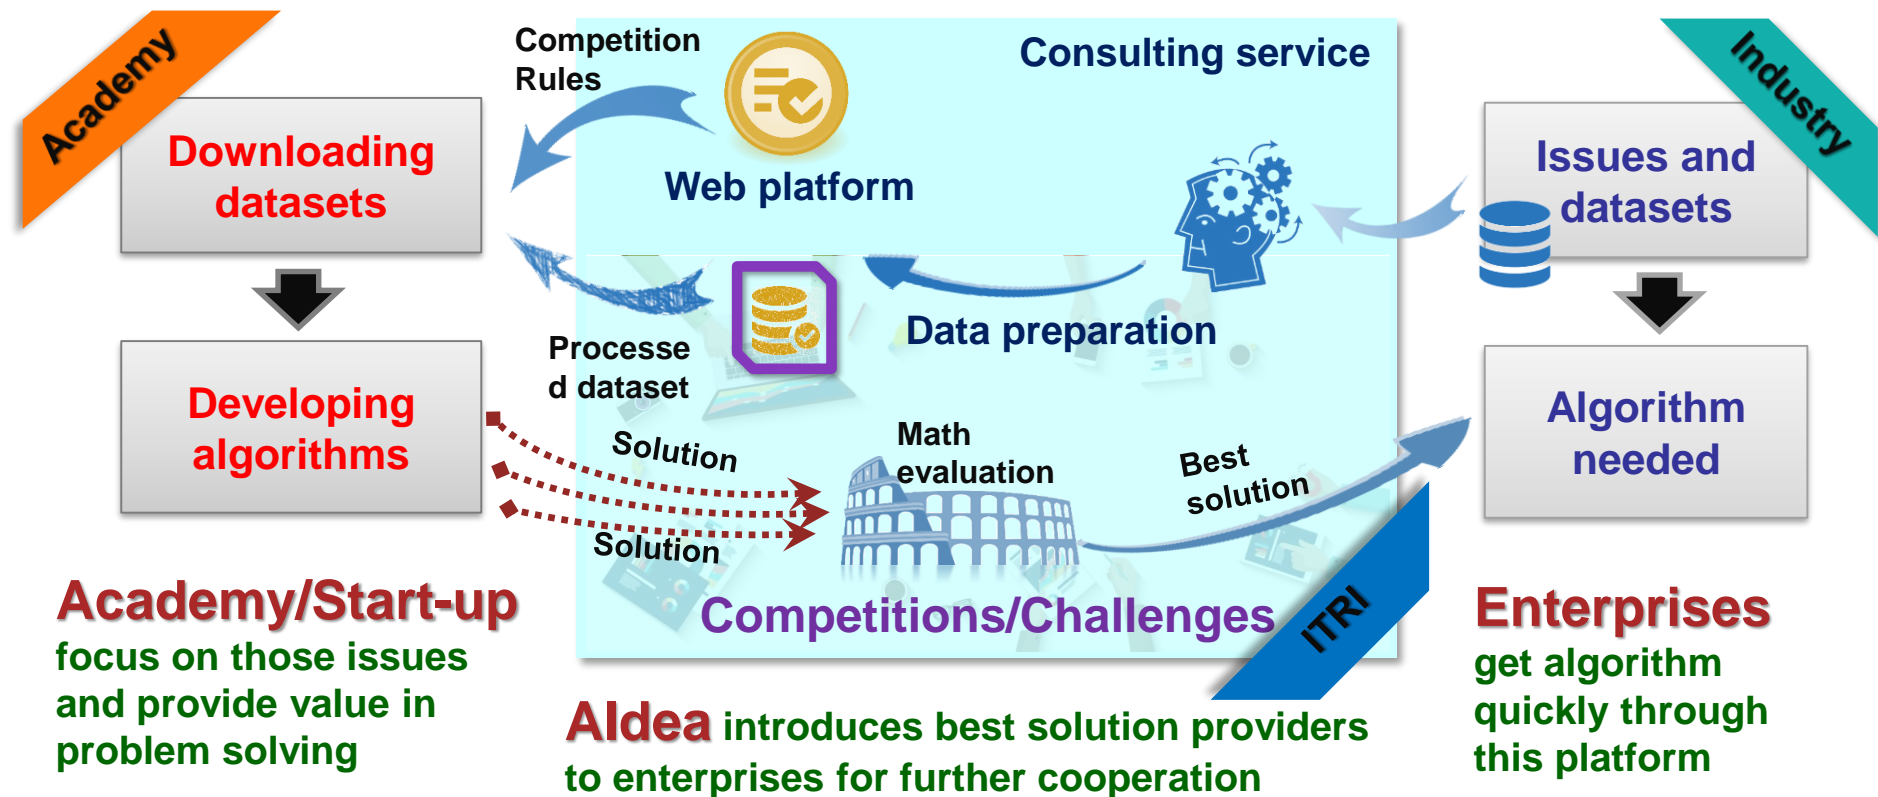 Academy
Downloading
datasets
Developing
algorithms
Academy/Start-up
focus on those issues
and provide value in
problem solving
Competition
Rules
Web platform
Consulting service
Processe
d dataset
Data preparation
Solution
Solution
Math
evaluation
Best
solution
Competitions/Challenges
ITRI
AIdea introduces best solution providers
to enterprises for further cooperation
Industry
Issues and
datasets
Algorithm
needed
Enterprises
get algorithm
quickly through
this platform